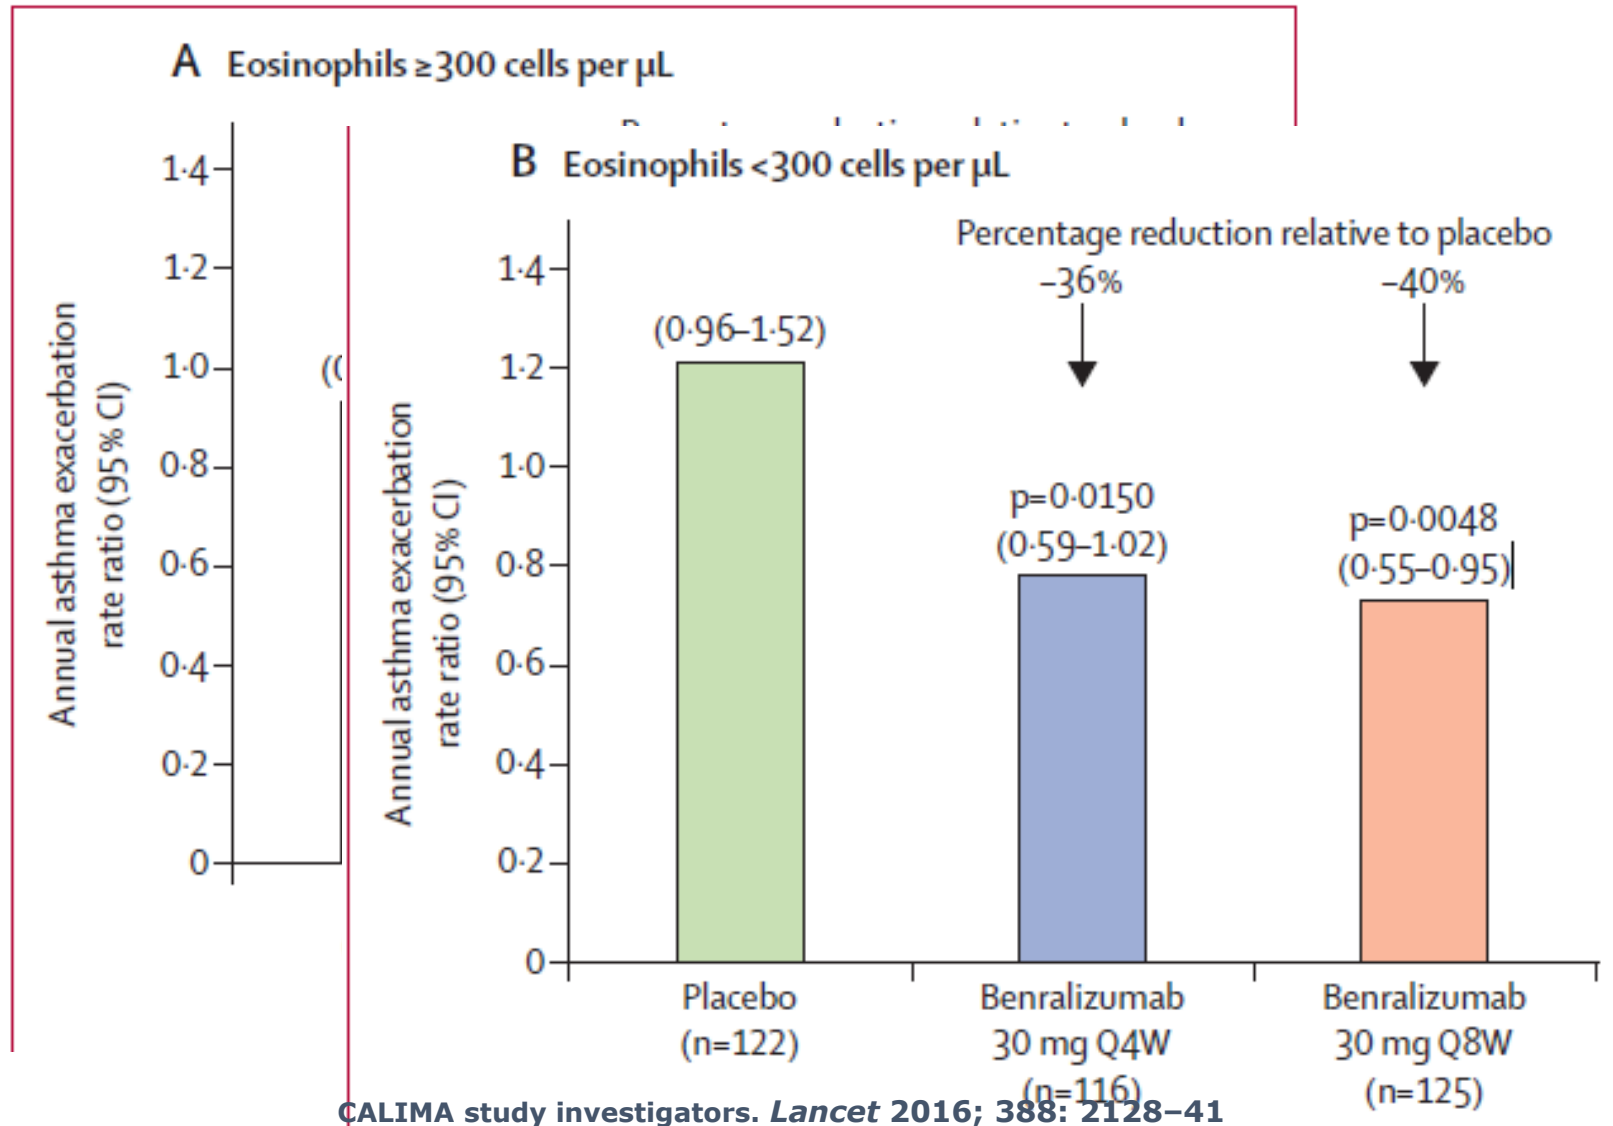 A Eosinophils ≥300 cells per µL
1·4
1·2
1·0
0·8
0·6
0·4
0·2
0
Annual asthma exacerbation
rate ratio (95% CI)
B Eosinophils <300 cells per µL
Percentage reduction relative to placebo
–36%
–40%
1·4
1·2
1·0
0·8
0·6
0·4
0·2
0
Annual asthma exacerbation
rate ratio (95% CI)
(0·96–1·52)
p=0·0150
(0·59–1·02)
p=0·0048
(0·55–0·95)
Placebo
(n=122)
Benralizumab
30 mg Q4W
(n=116)
Benralizumab
30 mg Q8W
(n=125)
CALIMA study investigators. Lancet 2016; 388: 2128–41